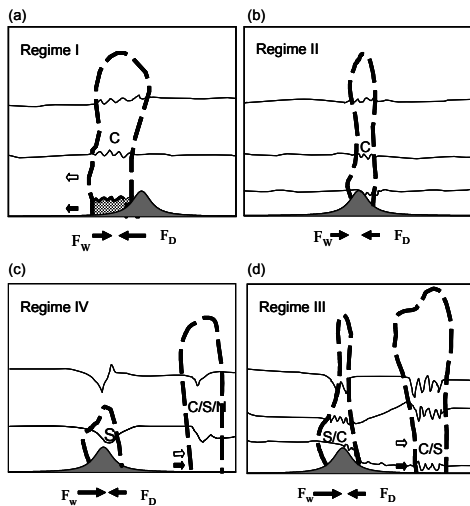 (a)
Regime I
C
F_W F_D
(b)
Regime II
C
F_W F_D
(c)
Regime IV
C/S/N
S
F_W F_D
(d)
Regime III
S/C
C/S
F_W F_D